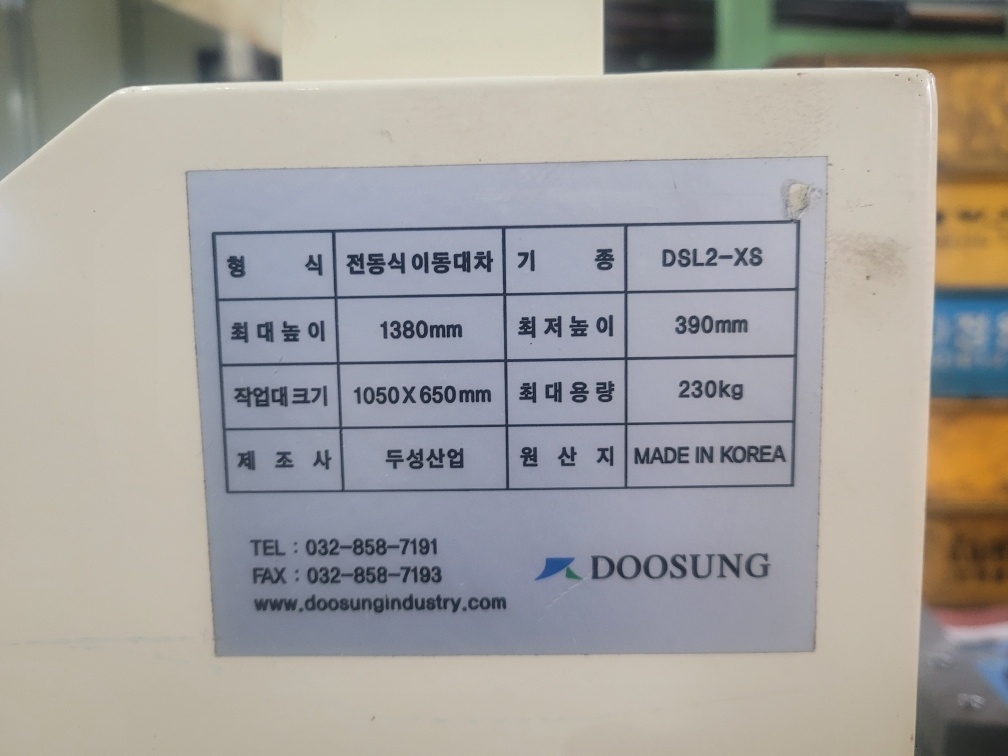 형 식 전동식 이동대차 기 종 DSL2-XS
최대높이 1380mm 최저높이 390mm
작업대크기 1050X650mm 최대용량 230kg
제 조 사 두성산업 원 산 지 MADE IN KOREA
TEL : 032-858-7191
FAX : 032-858-7193
www.doosungindustry.com
DOOSUNG